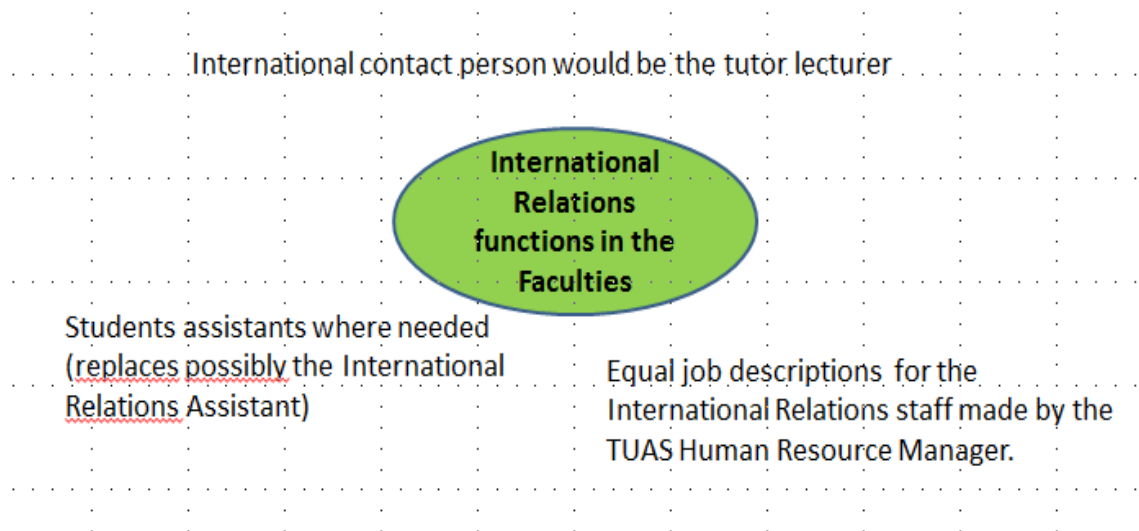 International contact person would be the tutor lecturer
International
Relations
functions in the
Faculties
Students assistants where needed
(replaces possibly the International
Relations Assistant)
Equal job descriptions for the
International Relations staff made by the
TUAS Human Resource Manager.